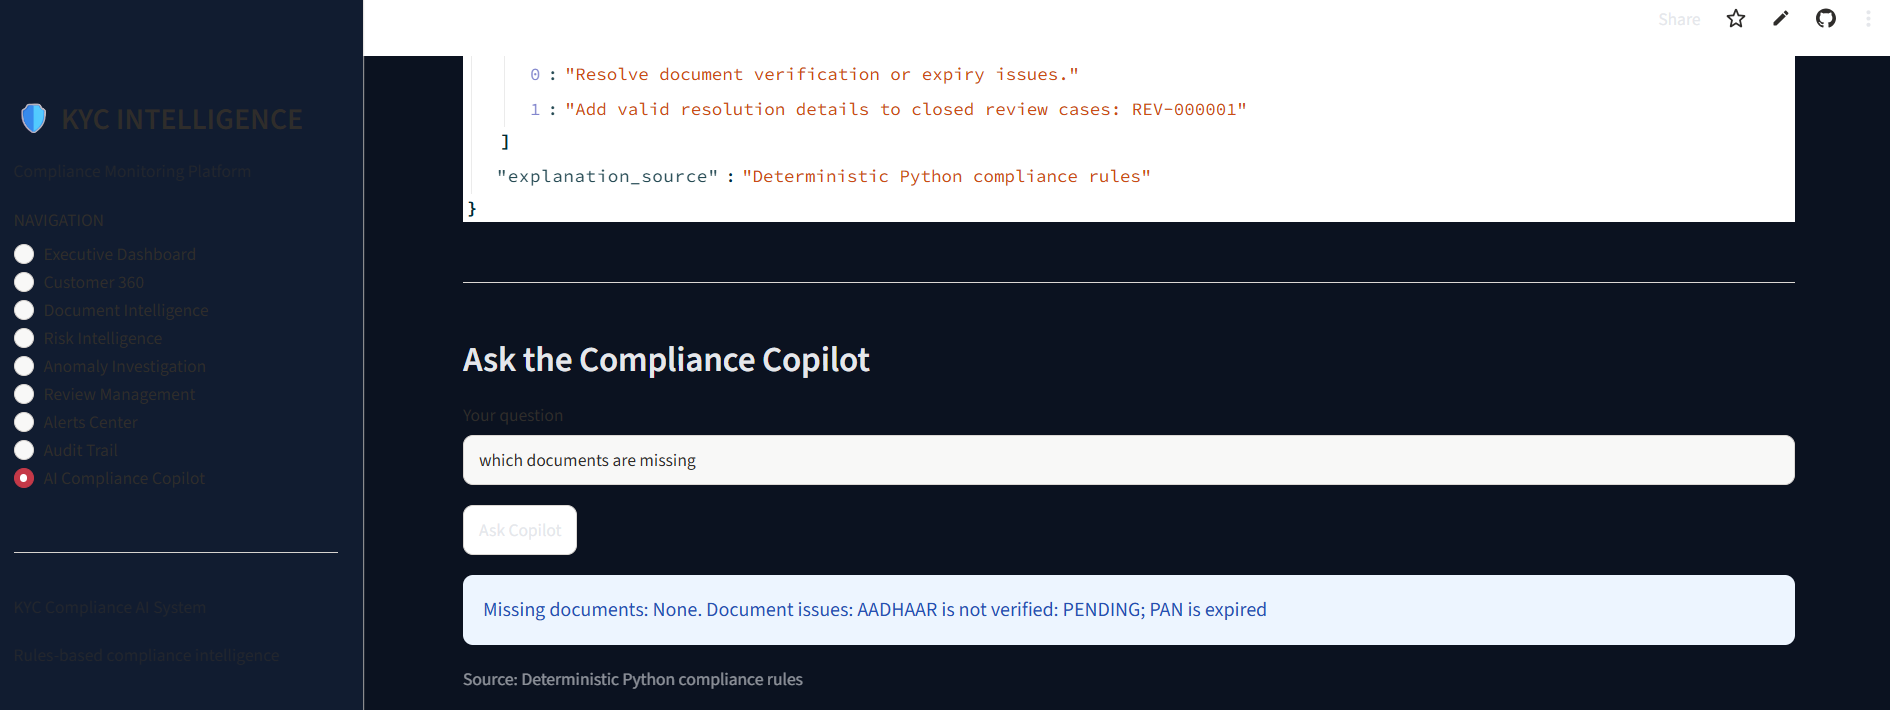 Share
KYC INTELLIGENCE
Compliance Monitoring Platform
NAVIGATION
Executive Dashboard
Customer 360
Document Intelligence
Risk Intelligence
Anomaly Investigation
Review Management
Alerts Center
Audit Trail
AI Compliance Copilot
KYC Compliance AI System
Rules-based compliance intelligence
0 : "Resolve document verification or expiry issues."
1 : "Add valid resolution details to closed review cases: REV-000001"
]
"explanation_source" : "Deterministic Python compliance rules"
}
Ask the Compliance Copilot
Your question
which documents are missing
Ask Copilot
Missing documents: None. Document issues: AADHAAR is not verified: PENDING; PAN is expired
Source: Deterministic Python compliance rules